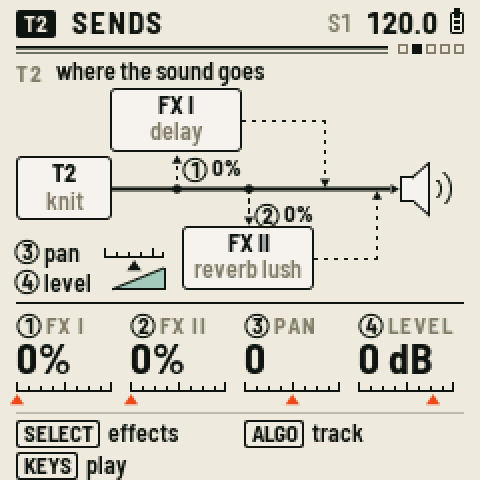 T2 SENDS S1 120.0
T2 where the sound goes
FX I
delay
1 0%
T2
knit
2 0%
FX II
reverb lush
3 pan
4 level
1 FX I 2 FX II 3 PAN 4 LEVEL
0% 0% 0 0 dB
SELECT effects ALGO track
KEYS play